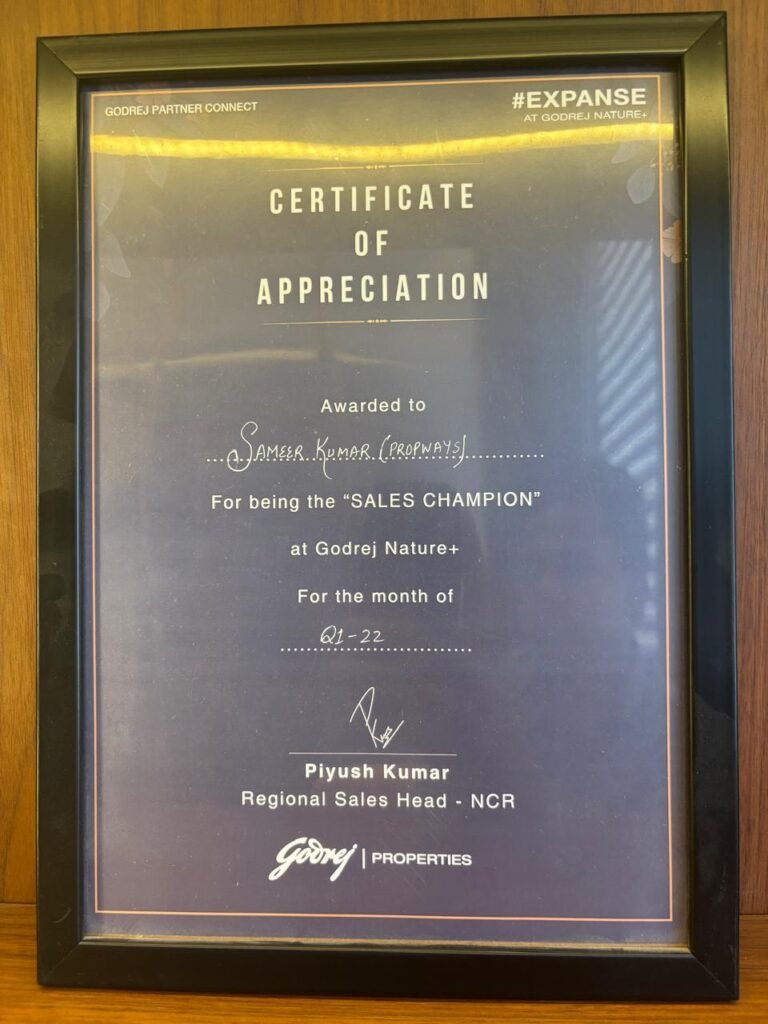 GODREJ PARTNER CONNECT
#EXPANSE
AT GODREJ NATURE+
CERTIFICATE
OF
APPRECIATION
Awarded to
SAMEER KUMAR (PROPWAYS)
For being the “SALES CHAMPION”
at Godrej Nature+
For the month of
Q1-22
Piyush Kumar
Regional Sales Head - NCR
Godrej | PROPERTIES